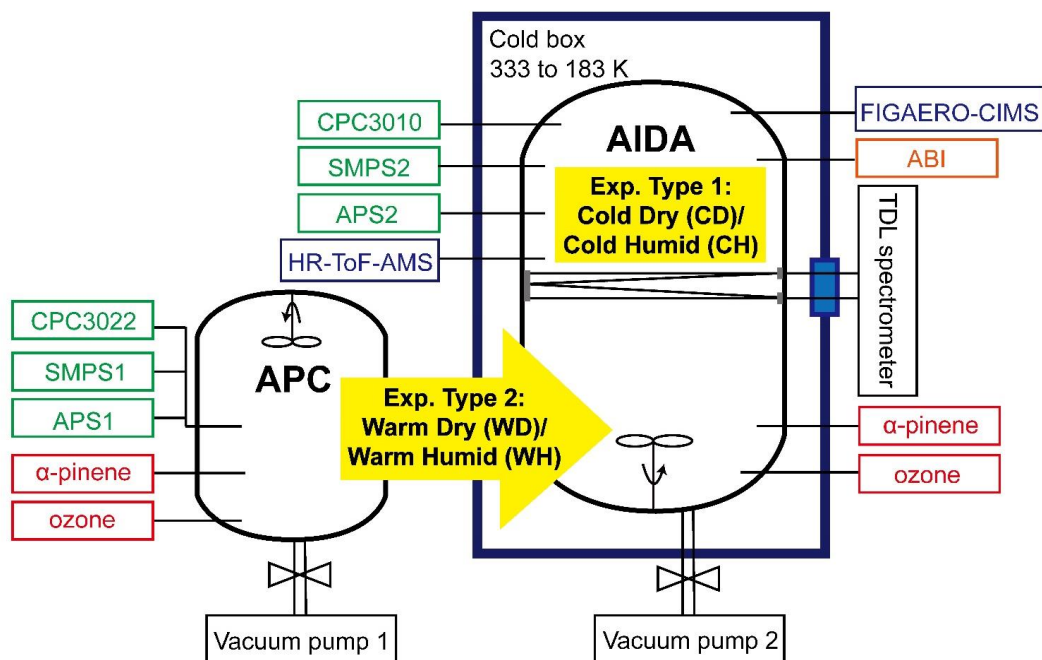 Cold box
333 to 183 K
CPC3010
SMPS2
APS2
HR-ToF-AMS
AIDA
Exp. Type 1:
Cold Dry (CD)/
Cold Humid (CH)
FIGAERO-CIMS
ABI
TDL spectrometer
CPC3022
SMPS1
APS1
α-pinene
ozone
APC
Exp. Type 2:
Warm Dry (WD)/
Warm Humid (WH)
α-pinene
ozone
Vacuum pump 1
Vacuum pump 2